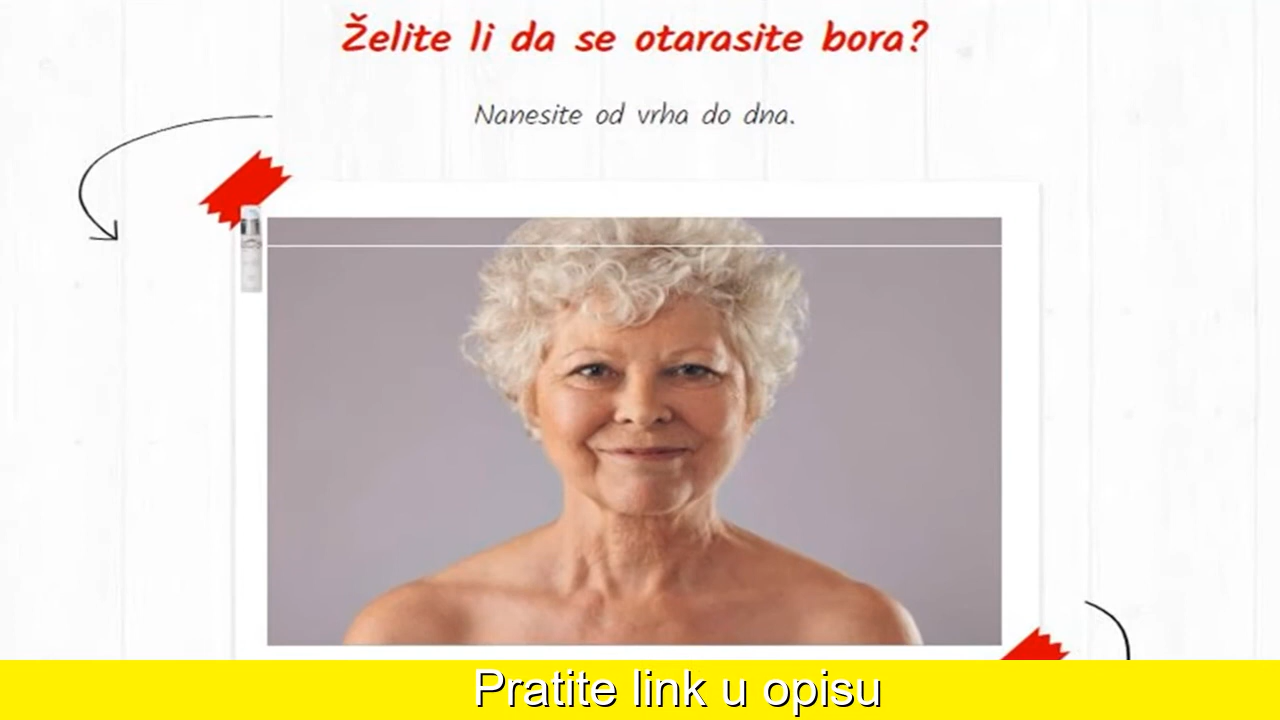 Želite li da se otarasite bora?
Nanesite od vrha do dna.
Pratite link u opisu